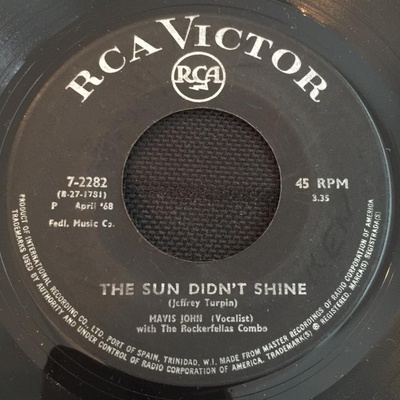 RCA VICTOR
RCA
7-2282
(R-27-1781)
P April '68
Fedl. Music Co.
45 RPM
3.35
THE SUN DIDN'T SHINE
(Jeffrey Turpin)
MAVIS JOHN (Vocalist)
with The Rockerfellas Combo
PRODUCT OF INTERNATIONAL RECORDING CO., LTD. PORT OF SPAIN, TRINIDAD, W.I. MADE FROM MASTER RECORDINGS OF RADIO CORPORATION OF AMERICA
TRADEMARKS USED BY AUTHORITY AND UNDER CONTROL OF RADIO CORPORATION OF AMERICA, TRADEMARK(S) ® REGISTERED, MARCA(S) REGISTRADA(S)